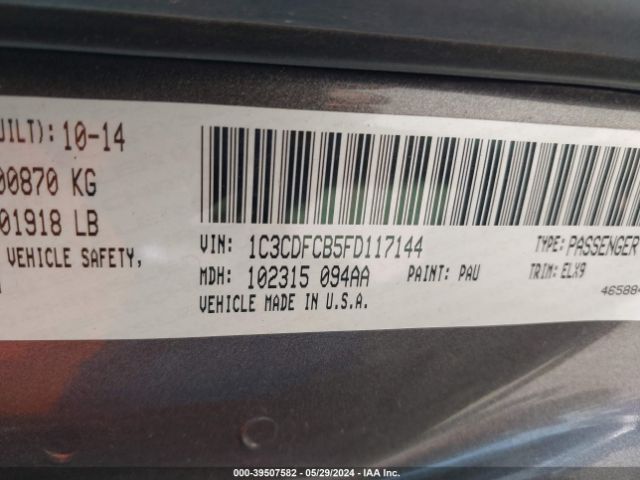 UILT): 10-14
00870 KG
01918 LB
VEHICLE SAFETY,
VIN: 1C3CDFCB5FD117144
TYPE: PASSENGER
MDH: 102315 094AA
PAINT: PAU
TRIM: ELX9
VEHICLE MADE IN U.S.A.
46588
000-39507582 / 05/29/2024 - IAA Inc.